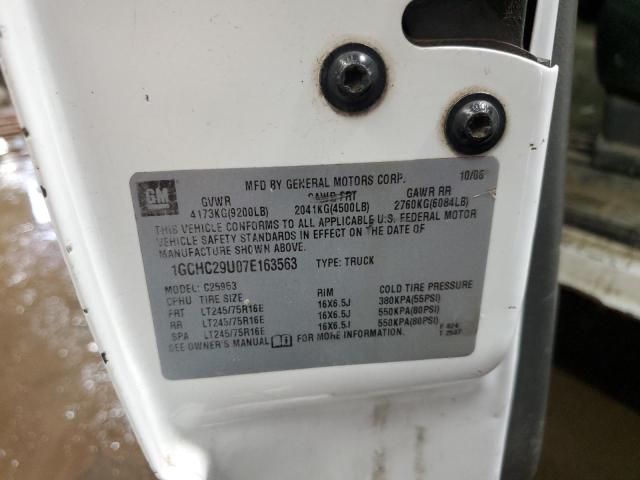 GM
MFD BY GENERAL MOTORS CORP. 10/06
GVWR GAWR FRT GAWR RR
4173KG(9200LB) 2041KG(4500LB) 2760KG(6084LB)
THIS VEHICLE CONFORMS TO ALL APPLICABLE U.S. FEDERAL MOTOR
VEHICLE SAFETY STANDARDS IN EFFECT ON THE DATE OF
MANUFACTURE SHOWN ABOVE.
1GCHC29U07E163563 TYPE: TRUCK
MODEL: C25953
CPHU TIRE SIZE RIM COLD TIRE PRESSURE
FRT LT245/75R16E 16X6.5J 380KPA(55PSI)
RR LT245/75R16E 16X6.5J 550KPA(80PSI)
SPA LT245/75R16E 16X6.5J 550KPA(80PSI)
SEE OWNER'S MANUAL FOR MORE INFORMATION.